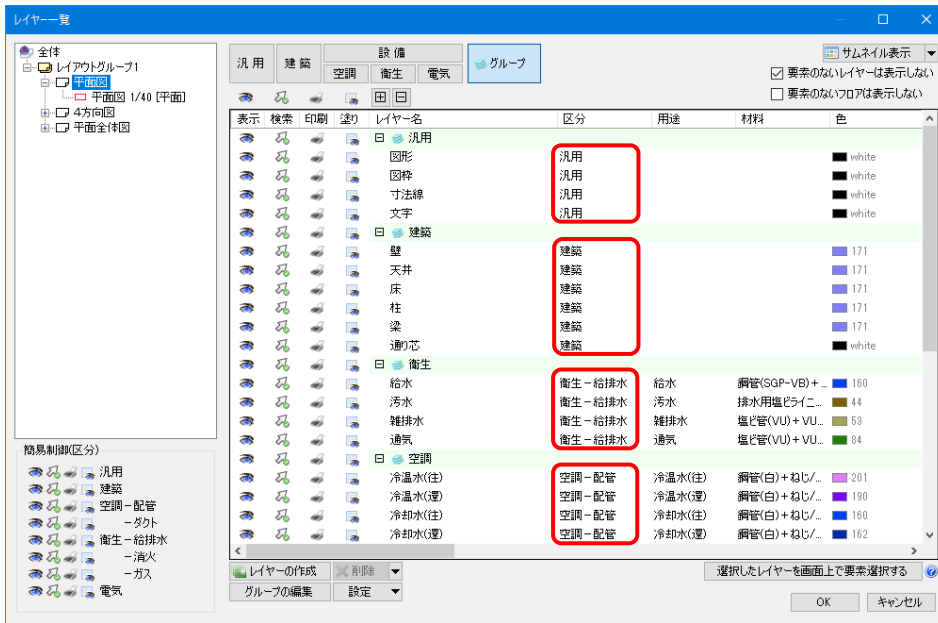 レイヤー一覧
全体
レイアウトグループ1
平面図
平面図 1/40 [平面]
4方向図
平面全体図
汎用 建築 設備 グループ
空調 衛生 電気
サムネイル表示
要素のないレイヤーは表示しない
要素のないフロアは表示しない
表示 検索 印刷 塗り レイヤー名 区分 用途 材料 色
汎用
図形 汎用 white
図枠 汎用 white
寸法線 汎用 white
文字 汎用 white
建築
壁 建築 171
天井 建築 171
床 建築 171
柱 建築 171
梁 建築 171
通り芯 建築 white
衛生
給水 衛生-給排水 給水 鋼管(SGP-VB)+ ... 160
汚水 衛生-給排水 汚水 排水用塩ビライニ... 44
雑排水 衛生-給排水 雑排水 塩ビ管(VU)+VU... 53
通気 衛生-給排水 通気 塩ビ管(VU)+VU... 84
空調
冷温水(往) 空調-配管 冷温水(往) 鋼管(白)+ねじ/... 201
冷温水(還) 空調-配管 冷温水(還) 鋼管(白)+ねじ/... 190
冷却水(往) 空調-配管 冷却水(往) 鋼管(白)+ねじ/... 160
冷却水(還) 空調-配管 冷却水(還) 鋼管(白)+ねじ/... 162
簡易制御(区分)
汎用
建築
空調-配管
-ダクト
衛生-給排水
-消火
-ガス
電気
レイヤーの作成 削除 選択したレイヤーを画面上で要素選択する
グループの編集 設定
OK キャンセル